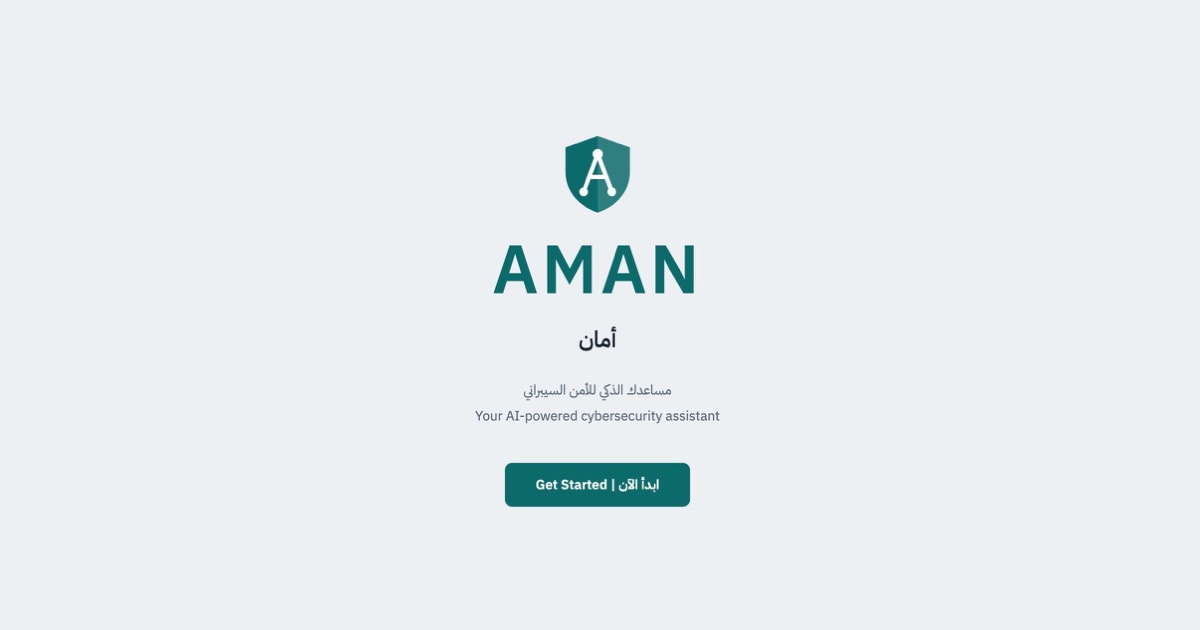 A
AMAN
أمان
مساعدك الذكي للأمن السيبراني
Your AI-powered cybersecurity assistant
Get Started | ابدأ الآن